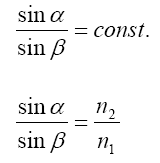 sin α / sin β = const.
sin α / sin β = n₂ / n₁